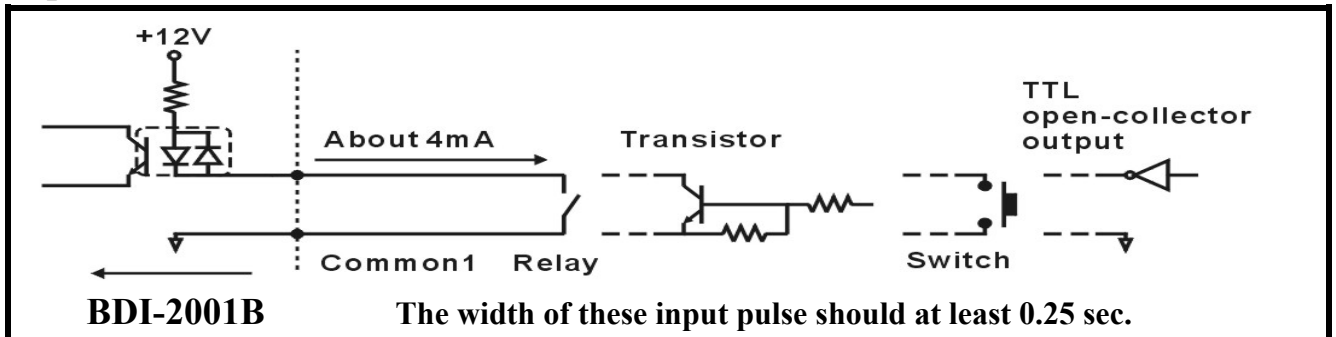 +12V
About 4mA
Transistor
TTL
open-collector
output
Common1
Relay
Switch
BDI-2001B
The width of these input pulse should at least 0.25 sec.